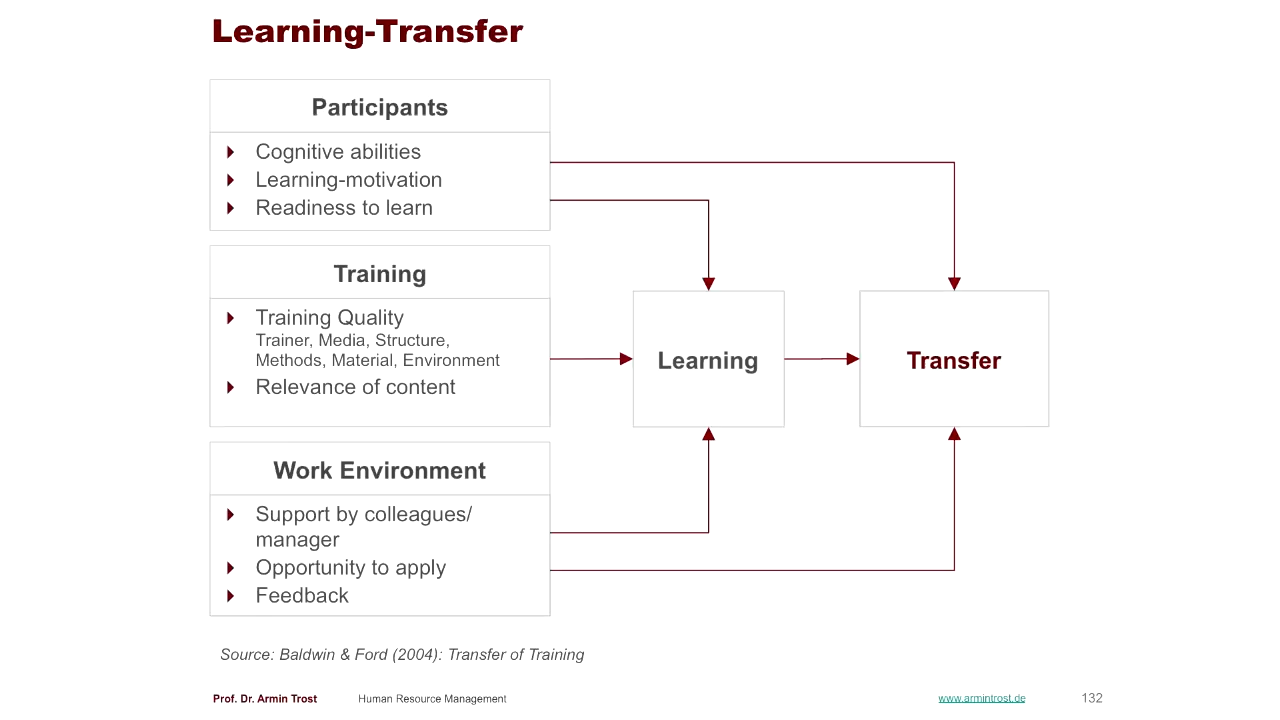 Learning-Transfer
Participants
Cognitive abilities
Learning-motivation
Readiness to learn
Training
Training Quality
Trainer, Media, Structure,
Methods, Material, Environment
Relevance of content
Work Environment
Support by colleagues/
manager
Opportunity to apply
Feedback
Learning
Transfer
Source: Baldwin & Ford (2004): Transfer of Training
Prof. Dr. Armin Trost Human Resource Management www.armintrost.de 132